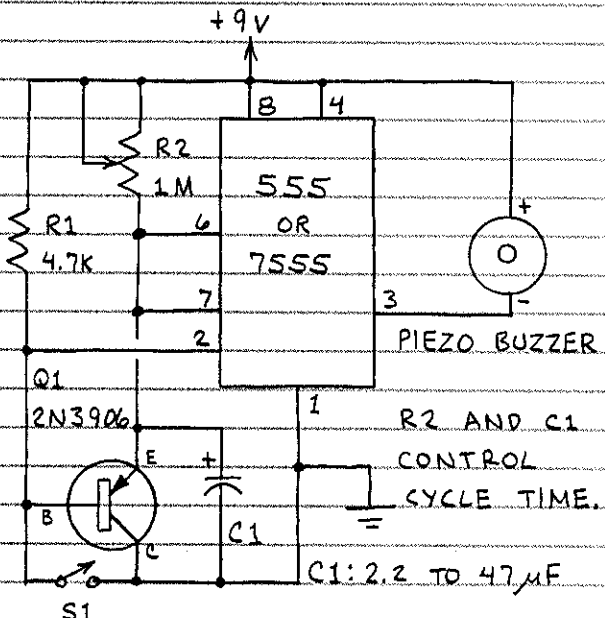 +9V
8
4
R2
1M
555
OR
7555
R1
4.7K
6
7
2
3
+
-
PIEZO BUZZER
Q1
2N3906
1
E
B
C
+
C1
R2 AND C1
CONTROL
CYCLE TIME.
C1: 2.2 TO 47µF
S1